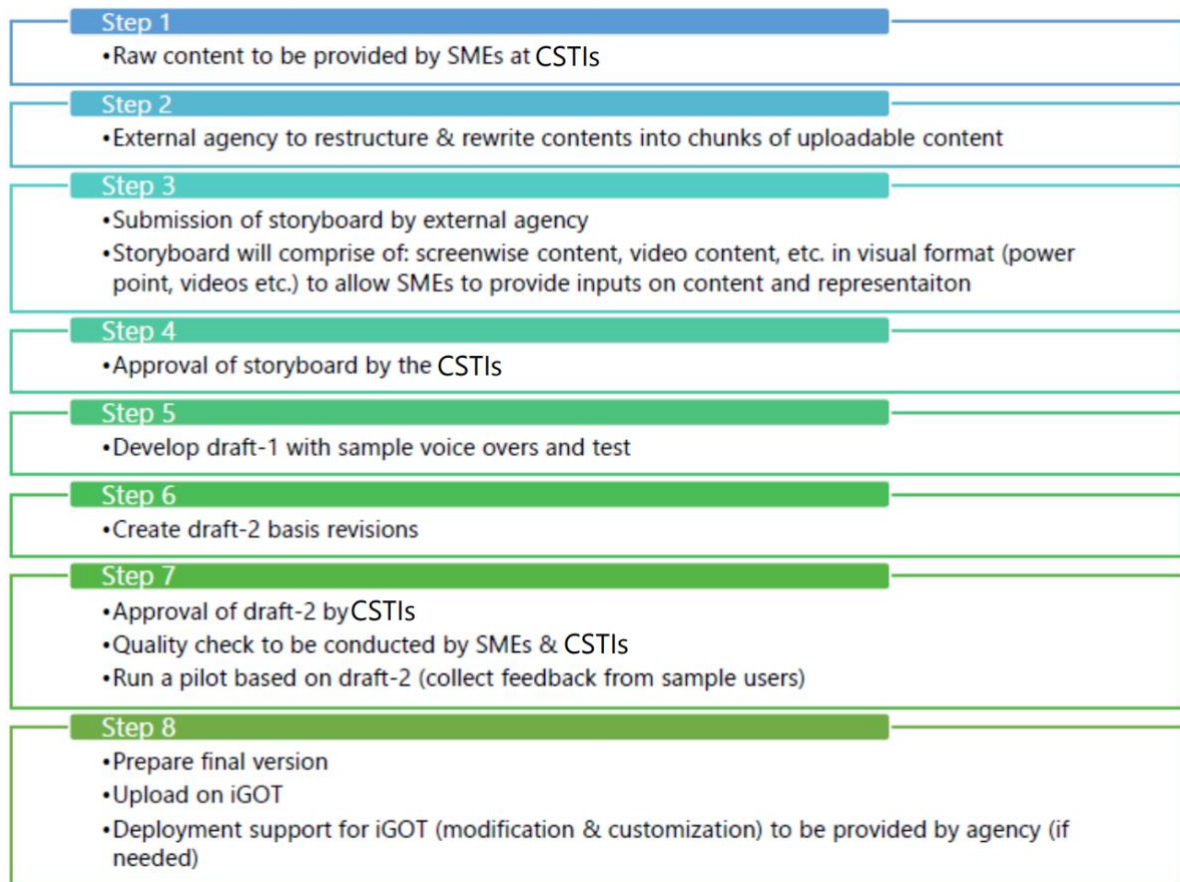 Step 1
•Raw content to be provided by SMEs at CSTIs
Step 2
•External agency to restructure & rewrite contents into chunks of uploadable content
Step 3
•Submission of storyboard by external agency
•Storyboard will comprise of: screenwise content, video content, etc. in visual format (power
point, videos etc.) to allow SMEs to provide inputs on content and representaiton
Step 4
•Approval of storyboard by the CSTIs
Step 5
•Develop draft-1 with sample voice overs and test
Step 6
•Create draft-2 basis revisions
Step 7
•Approval of draft-2 by CSTIs
•Quality check to be conducted by SMEs & CSTIs
•Run a pilot based on draft-2 (collect feedback from sample users)
Step 8
•Prepare final version
•Upload on iGOT
•Deployment support for iGOT (modification & customization) to be provided by agency (if
needed)